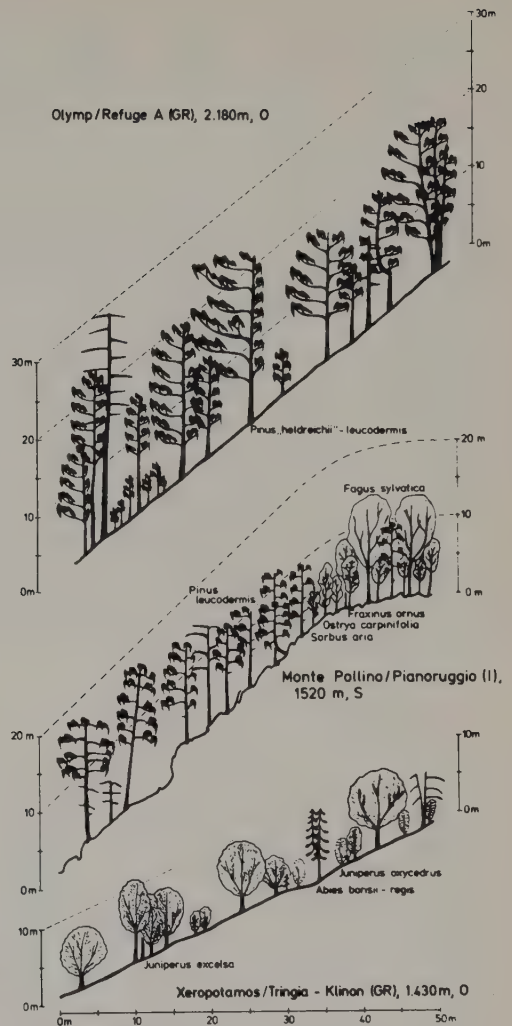 30m
20
10
0m
Olymp/Refuge A (GR), 2.180m, O
30m
20
10
0m
Pinus „heldreichii"-leucodermis
20 m
10
0 m
Fagus sylvatica
Pinus
leucodermis
Fraxinus ornus
Ostrya carpinifolia
Sorbus aria
Monte Pollino/Pianoruggio (I),
1520 m, S
20 m
10
0m
10m
0m
Juniperus oxycedrus
Abies borisii - regis
10m
0m
Juniperus excelsa
Xeropotamos/Tringia - Klinon (GR), 1.430m, O
0m 10 20 30 40 50m